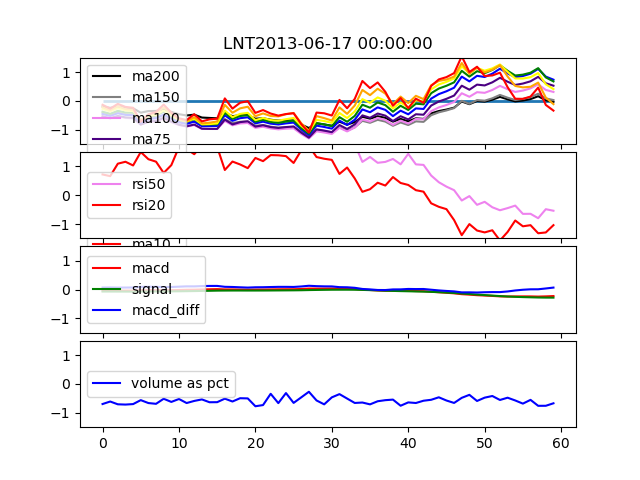 LNT2013-06-17 00:00:00
1
0
−1
ma200
ma150
ma100
ma75
1
0
−1
rsi50
rsi20
ma10
1
0
−1
macd
signal
macd_diff
1
0
−1
volume as pct
0 10 20 30 40 50 60